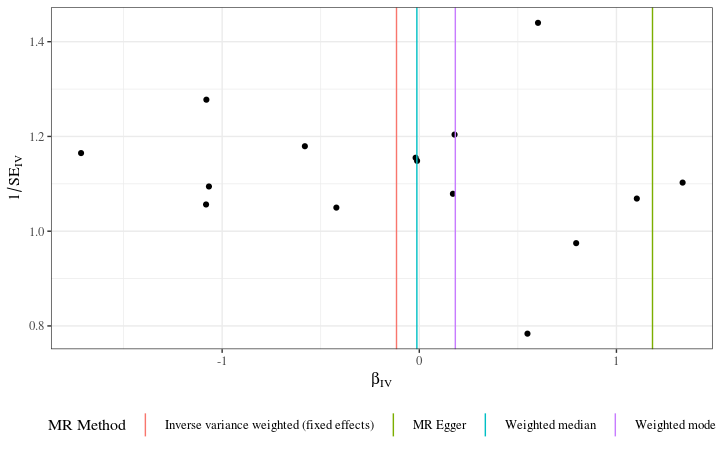 1.4
1.2
1.0
0.8
1/SE_IV
-1 0 1
β_IV
MR Method Inverse variance weighted (fixed effects) MR Egger Weighted median Weighted mode